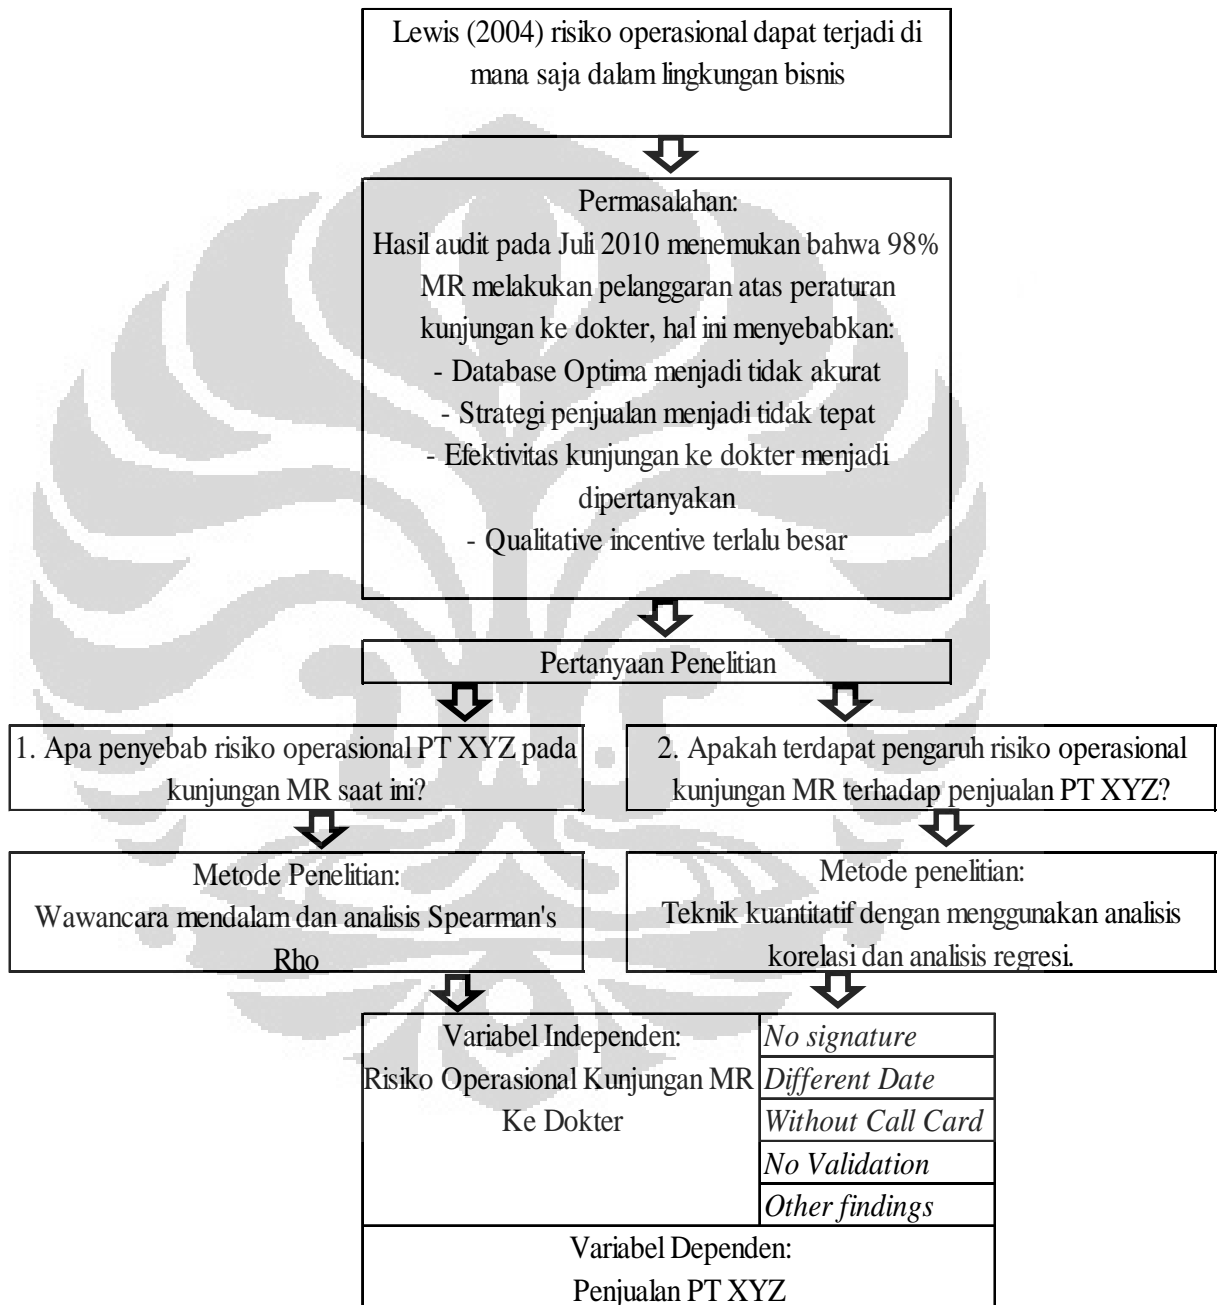 Lewis (2004) risiko operasional dapat terjadi di
mana saja dalam lingkungan bisnis
Permasalahan:
Hasil audit pada Juli 2010 menemukan bahwa 98%
MR melakukan pelanggaran atas peraturan
kunjungan ke dokter, hal ini menyebabkan:
- Database Optima menjadi tidak akurat
- Strategi penjualan menjadi tidak tepat
- Efektivitas kunjungan ke dokter menjadi
dipertanyakan
- Qualitative incentive terlalu besar
Pertanyaan Penelitian
1. Apa penyebab risiko operasional PT XYZ pada
kunjungan MR saat ini?
2. Apakah terdapat pengaruh risiko operasional
kunjungan MR terhadap penjualan PT XYZ?
Metode Penelitian:
Wawancara mendalam dan analisis Spearman's
Rho
Metode penelitian:
Teknik kuantitatif dengan menggunakan analisis
korelasi dan analisis regresi.
Variabel Independen:
Risiko Operasional Kunjungan MR
Ke Dokter
No signature
Different Date
Without Call Card
No Validation
Other findings
Variabel Dependen:
Penjualan PT XYZ